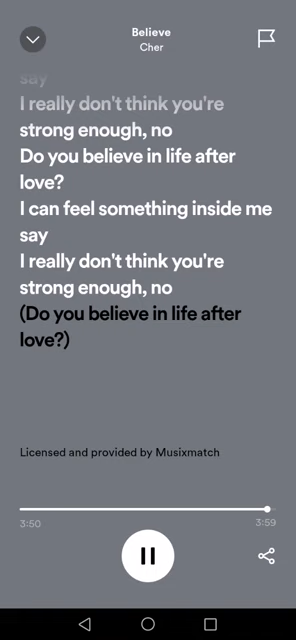 Believe
Cher
say
I really don't think you're
strong enough, no
Do you believe in life after
love?
I can feel something inside me
say
I really don't think you're
strong enough, no
(Do you believe in life after
love?)
Licensed and provided by Musixmatch
3:50
3:59